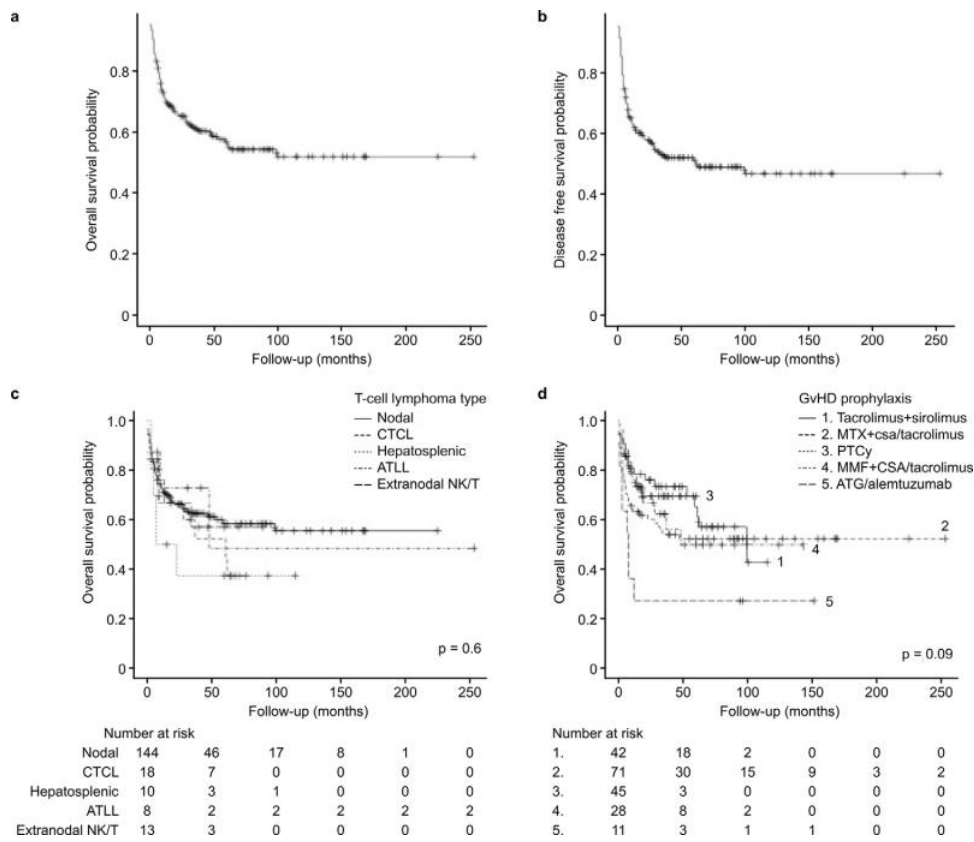 a
Overall survival probability
0.8
0.6
0.4
0.2
0
0 50 100 150 200 250
Follow-up (months)
b
Disease free survival probability
0.8
0.6
0.4
0.2
0
0 50 100 150 200 250
Follow-up (months)
c
Overall survival probability
1.0
0.8
0.6
0.4
0.2
0
T-cell lymphoma type
Nodal
CTCL
Hepatosplenic
ATLL
Extranodal NK/T
p = 0.6
0 50 100 150 200 250
Follow-up (months)
Number at risk
Nodal 144 46 17 8 1 0
CTCL 18 7 0 0 0 0
Hepatosplenic 10 3 1 0 0 0
ATLL 8 2 2 2 2 2
Extranodal NK/T 13 3 0 0 0 0
d
Overall survival probability
1.0
0.8
0.6
0.4
0.2
0
GvHD prophylaxis
1. Tacrolimus+sirolimus
2. MTX+csa/tacrolimus
3. PTCy
4. MMF+CSA/tacrolimus
5. ATG/alemtuzumab
3
2
4
1
5
p = 0.09
0 50 100 150 200 250
Follow-up (months)
Number at risk
1. 42 18 2 0 0 0
2. 71 30 15 9 3 2
3. 45 3 0 0 0 0
4. 28 8 2 0 0 0
5. 11 3 1 1 0 0